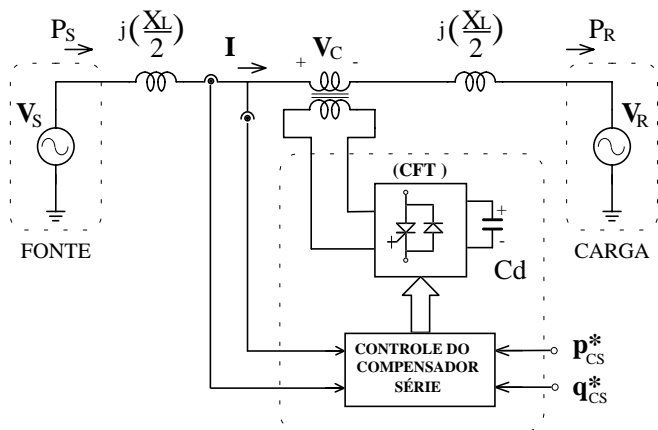 P_S
j(X_L/2)
I
+ V_C -
j(X_L/2)
P_R
V_S
V_R
(CFT )
+
-
Cd
FONTE
CARGA
CONTROLE DO
COMPENSADOR
SÉRIE
p*_CS
q*_CS